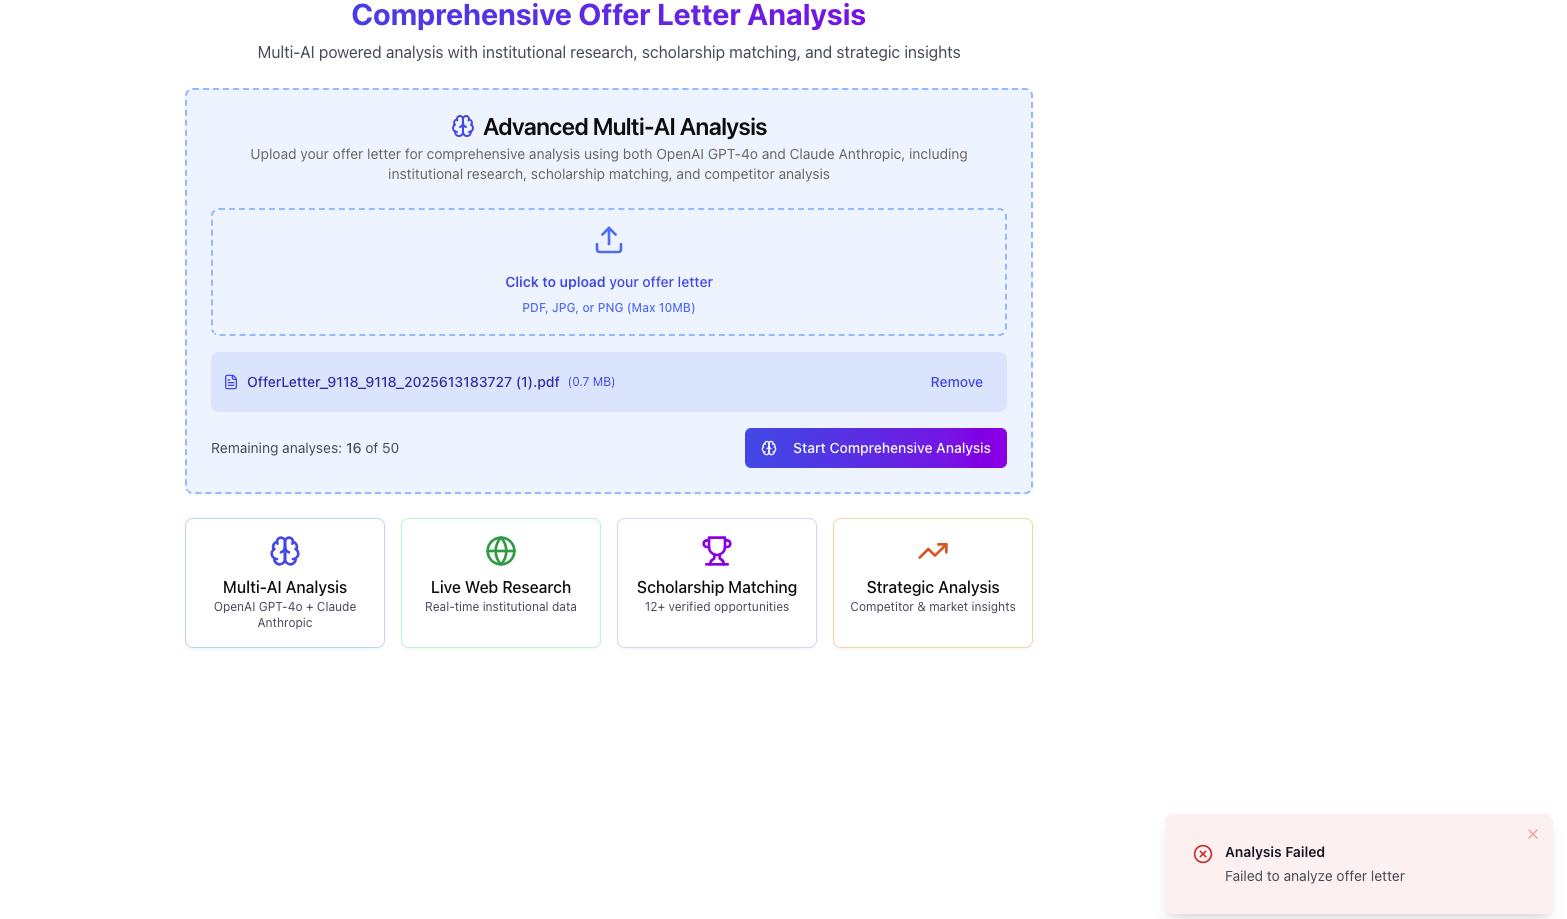 Comprehensive Offer Letter Analysis
Multi-AI powered analysis with institutional research, scholarship matching, and strategic insights
Advanced Multi-AI Analysis
Upload your offer letter for comprehensive analysis using both OpenAI GPT-4o and Claude Anthropic, including
institutional research, scholarship matching, and competitor analysis
Click to upload your offer letter
PDF, JPG, or PNG (Max 10MB)
OfferLetter_9118_9118_2025613183727 (1).pdf (0.7 MB)
Remove
Remaining analyses: 16 of 50
Start Comprehensive Analysis
Multi-AI Analysis
OpenAI GPT-4o + Claude
Anthropic
Live Web Research
Real-time institutional data
Scholarship Matching
12+ verified opportunities
Strategic Analysis
Competitor & market insights
Analysis Failed
Failed to analyze offer letter